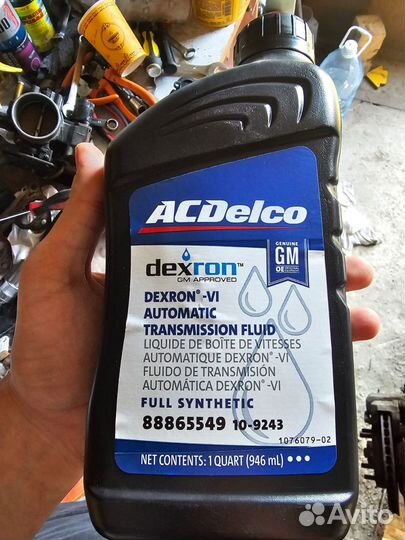 ACDelco
GENUINE
GM
OE
dexron™
GM APPROVED
DEXRON®-VI
AUTOMATIC
TRANSMISSION FLUID
LIQUIDE DE BOÎTE DE VITESSES
AUTOMATIQUE DEXRON®-VI
FLUIDO DE TRANSMISIÓN
AUTOMÁTICA DEXRON®-VI
FULL SYNTHETIC
88865549 10-9243
1076079-02
NET CONTENTS: 1 QUART (946 mL)
Avito